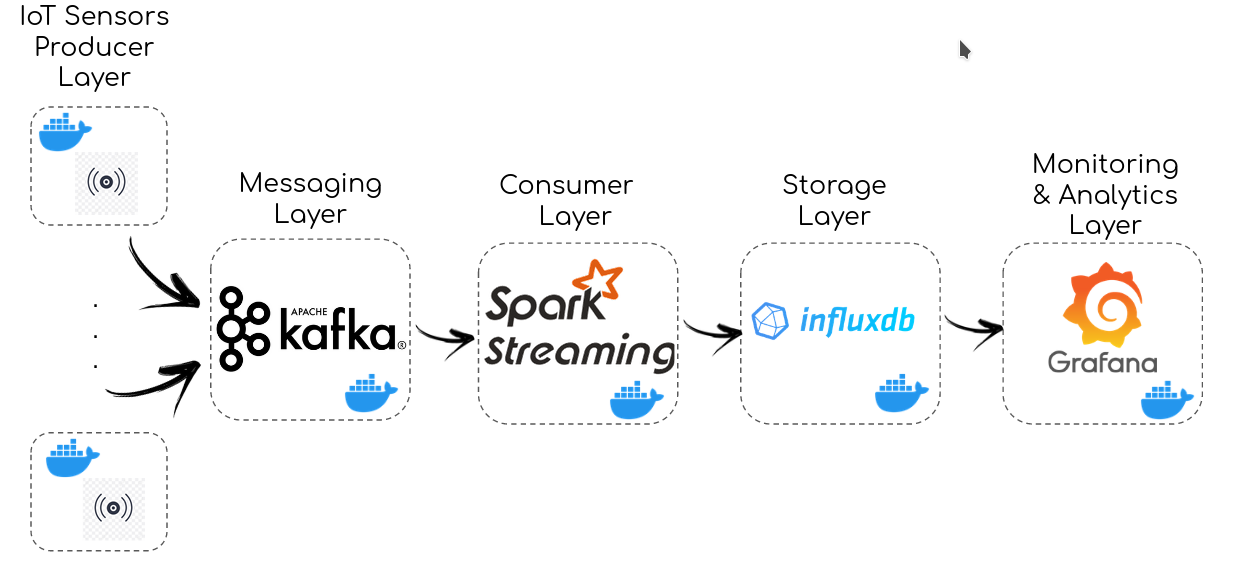 IoT Sensors
Producer
Layer
Messaging
Layer
APACHE
kafka®
Consumer
Layer
Spark
Streaming
Storage
Layer
influxdb
Monitoring
& Analytics
Layer
Grafana